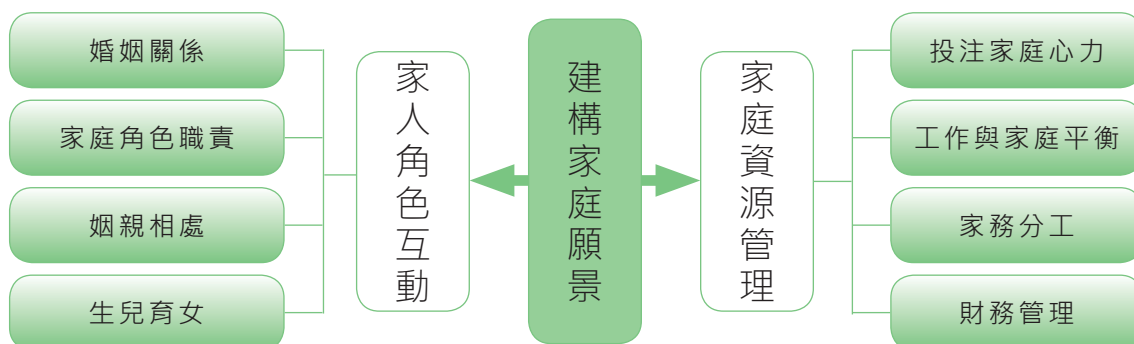 婚姻關係
家庭角色職責
姻親相處
生兒育女
家人角色互動
建構家庭願景
家庭資源管理
投注家庭心力
工作與家庭平衡
家務分工
財務管理